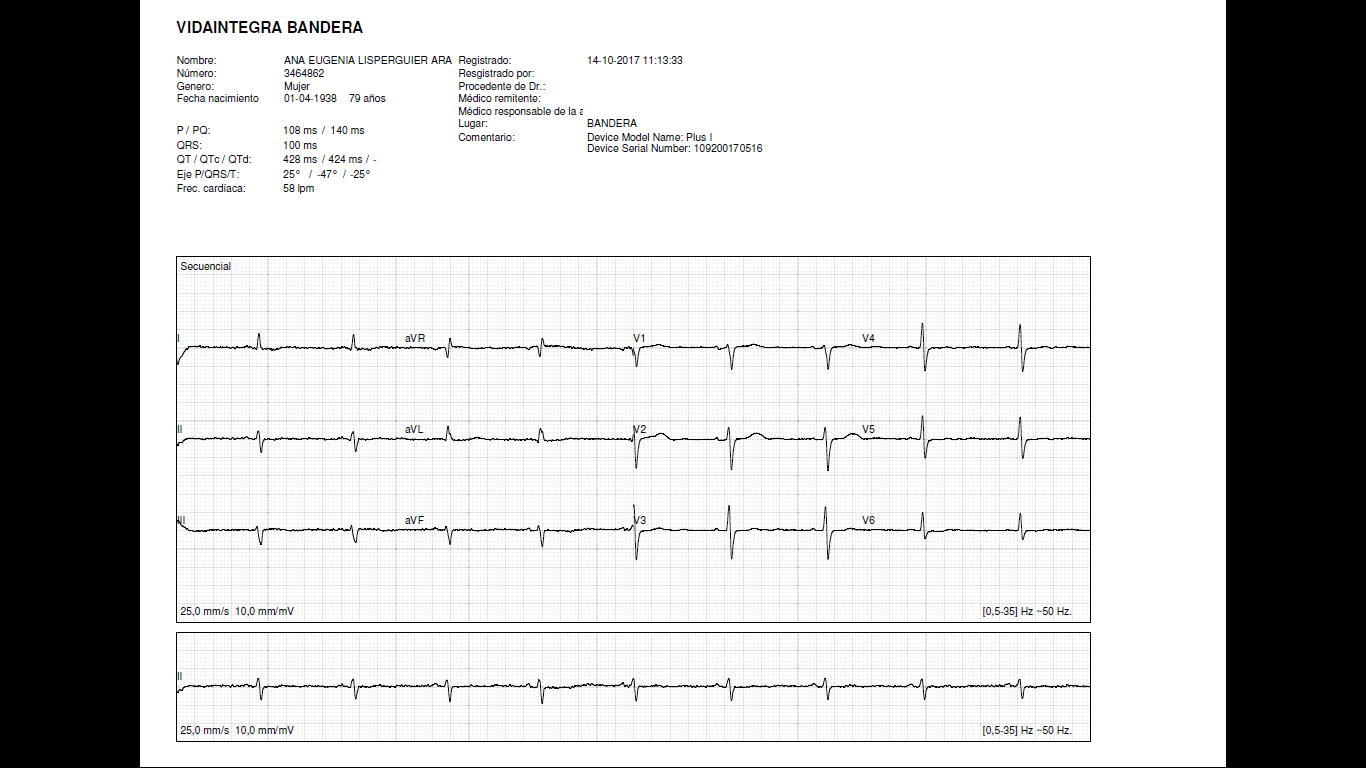 VIDAINTEGRA BANDERA
Nombre: ANA EUGENIA LISPERGUIER ARA Registrado: 14-10-2017 11:13:33
Número: 3464862 Resgistrado por:
Genero: Mujer Procedente de Dr.:
Fecha nacimiento 01-04-1938 79 años Médico remitente:
Médico responsable de la a
Lugar: BANDERA
P / PQ: 108 ms / 140 ms Comentario: Device Model Name: Plus I
QRS: 100 ms Device Serial Number: 109200170516
QT / QTc / QTd: 428 ms / 424 ms / -
Eje P/QRS/T: 25° / -47° / -25°
Frec. cardíaca: 58 lpm
Secuencial
I aVR V1 V4
II aVL V2 V5
III aVF V3 V6
25,0 mm/s 10,0 mm/mV [0,5-35] Hz ~50 Hz.
II
25,0 mm/s 10,0 mm/mV [0,5-35] Hz ~50 Hz.